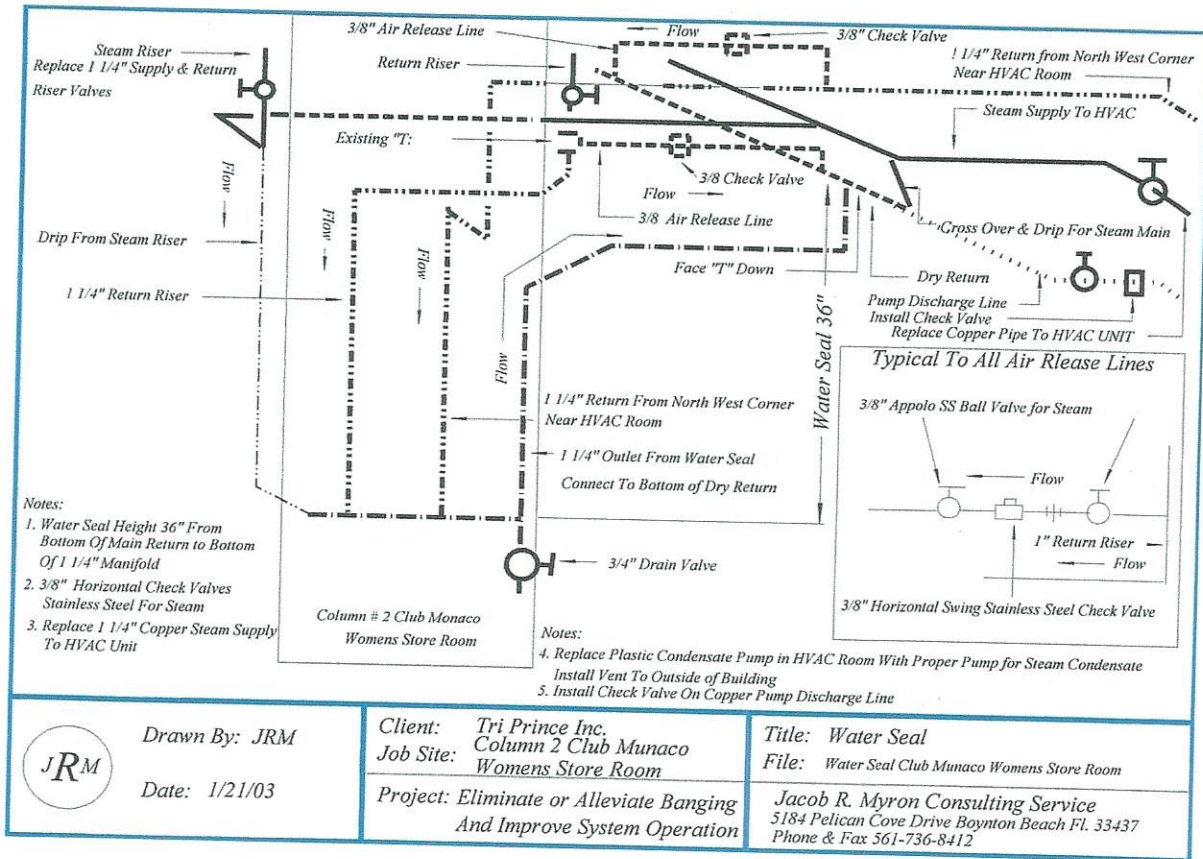 3/8" Air Release Line
Flow
3/8" Check Valve
Steam Riser
Replace 1 1/4" Supply & Return
Riser Valves
Return Riser
1 1/4" Return from North West Corner
Near HVAC Room
Steam Supply To HVAC
Existing "T:
3/8 Check Valve
Flow
Flow
3/8 Air Release Line
Drip From Steam Riser
Flow
Flow
Cross Over & Drip For Steam Main
Face "T" Down
Dry Return
1 1/4" Return Riser
Pump Discharge Line
Install Check Valve
Replace Copper Pipe To HVAC UNIT
Flow
Water Seal 36"
Typical To All Air Rlease Lines
3/8" Appolo SS Ball Valve for Steam
Flow
1" Return Riser
Flow
3/8" Horizontal Swing Stainless Steel Check Valve
1 1/4" Return From North West Corner
Near HVAC Room
1 1/4" Outlet From Water Seal
Connect To Bottom of Dry Return
3/4" Drain Valve
Notes:
1. Water Seal Height 36" From
Bottom Of Main Return to Bottom
Of 1 1/4" Manifold
2. 3/8" Horizontal Check Valves
Stainless Steel For Steam
3. Replace 1 1/4" Copper Steam Supply
To HVAC Unit
Column # 2 Club Monaco
Womens Store Room
Notes:
4. Replace Plastic Condensate Pump in HVAC Room With Proper Pump for Steam Condensate
Install Vent To Outside of Building
5. Install Check Valve On Copper Pump Discharge Line
JRM
Drawn By: JRM
Date: 1/21/03
Client: Tri Prince Inc.
Job Site: Column 2 Club Munaco
Womens Store Room
Project: Eliminate or Alleviate Banging
And Improve System Operation
Title: Water Seal
File: Water Seal Club Munaco Womens Store Room
Jacob R. Myron Consulting Service
5184 Pelican Cove Drive Boynton Beach Fl. 33437
Phone & Fax 561-736-8412